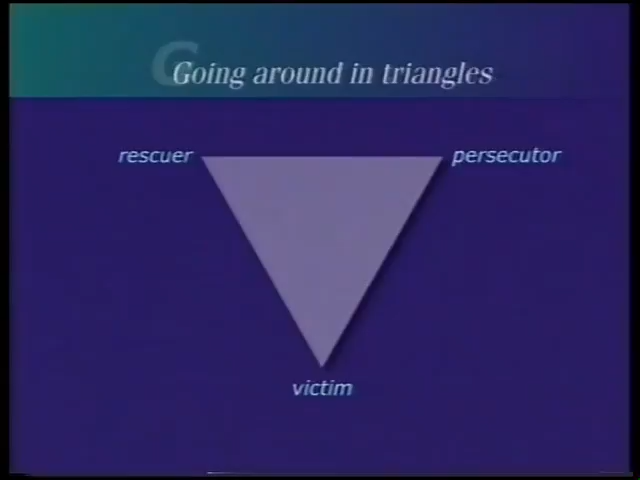 Going around in triangles
rescuer
persecutor
victim